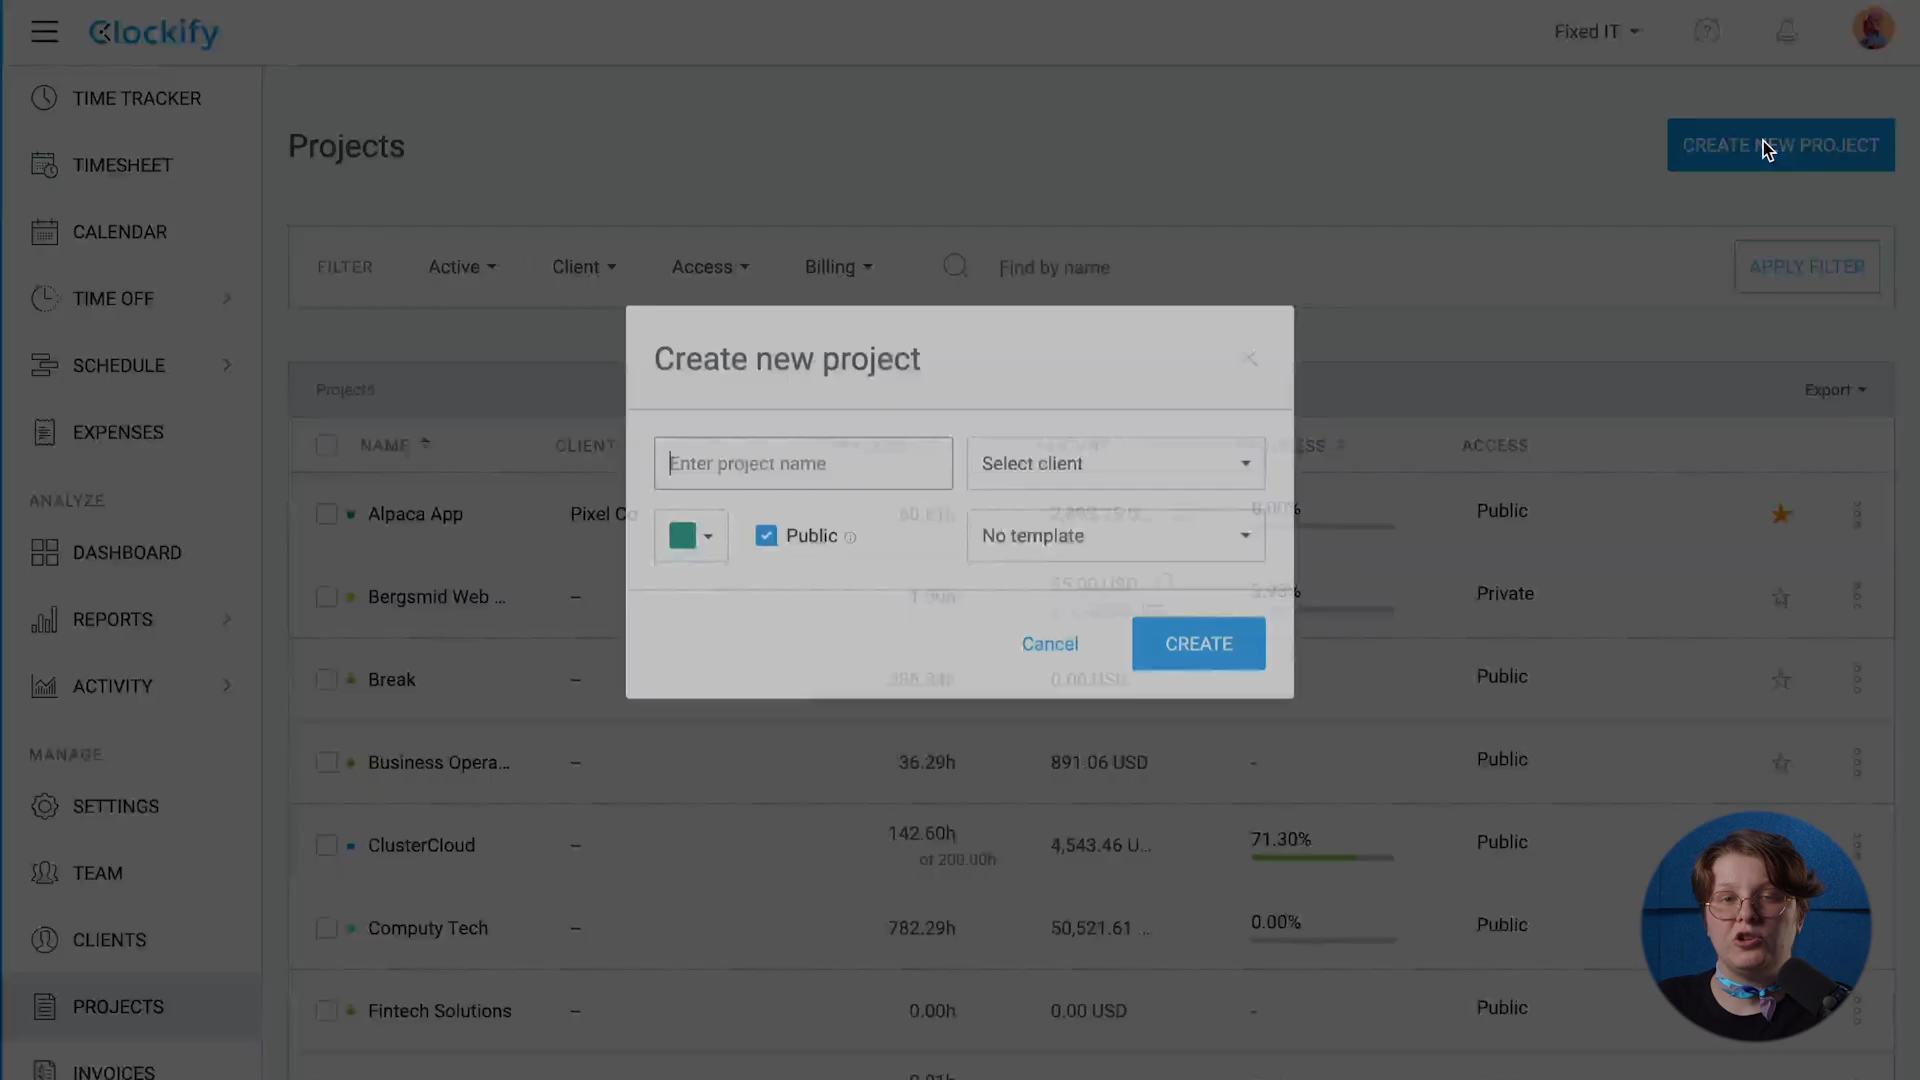 Clockify
Fixed IT
TIME TRACKER
TIMESHEET
CALENDAR
TIME OFF
SCHEDULE
EXPENSES
ANALYZE
DASHBOARD
REPORTS
ACTIVITY
MANAGE
SETTINGS
TEAM
CLIENTS
PROJECTS
INVOICES
Projects
CREATE NEW PROJECT
FILTER
Active
Client
Access
Billing
Find by name
APPLY FILTER
Projects
Export
NAME
CLIENT
ACCESS
Create new project
Enter project name
Select client
Public
No template
Cancel
CREATE
Alpaca App
Pixel Co
Public
Bergsmid Web ...
–
Private
Break
–
0.00 USD
Public
Business Opera...
–
36.29h
891.06 USD
-
Public
ClusterCloud
–
142.60h
of 200.00h
4,543.46 U...
71.30%
Public
Computy Tech
–
782.29h
50,521.61 ...
0.00%
Public
Fintech Solutions
–
0.00h
0.00 USD
-
Public